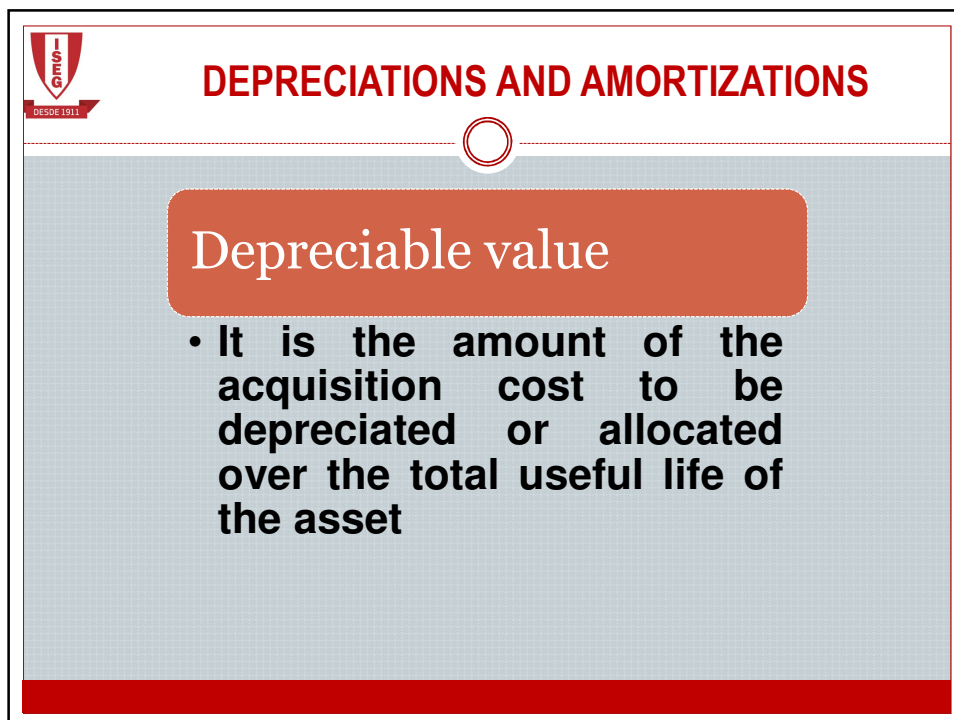 ISEG
DESDE 1911
DEPRECIATIONS AND AMORTIZATIONS
Depreciable value
• It is the amount of the
acquisition cost to be
depreciated or allocated
over the total useful life of
the asset